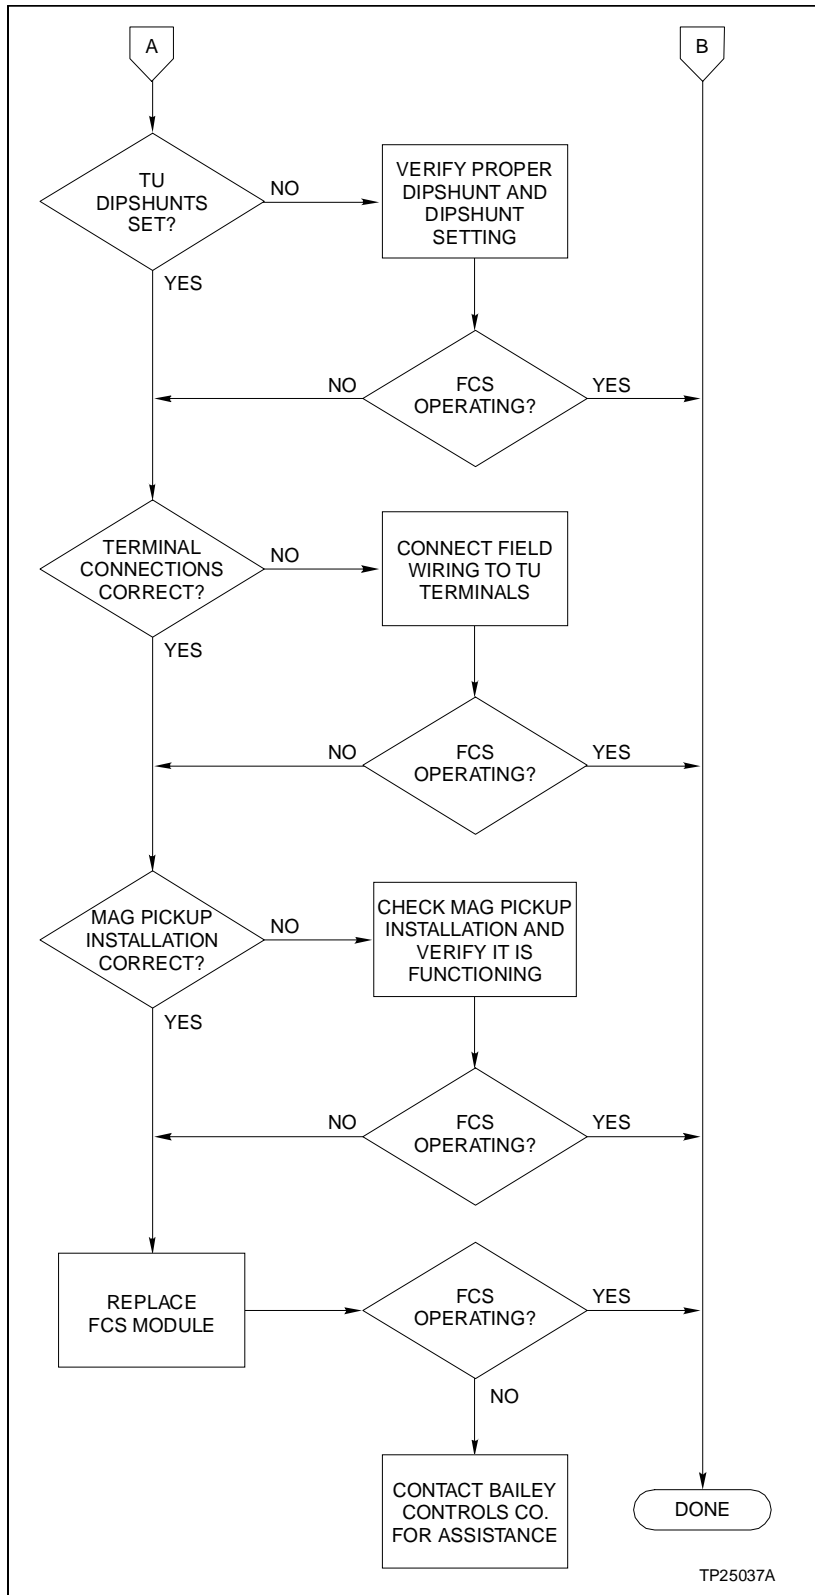 A
B
TU
DIPSHUNTS
SET?
NO
VERIFY PROPER
DIPSHUNT AND
DIPSHUNT
SETTING
YES
NO
FCS
OPERATING?
YES
TERMINAL
CONNECTIONS
CORRECT?
NO
CONNECT FIELD
WIRING TO TU
TERMINALS
YES
NO
FCS
OPERATING?
YES
MAG PICKUP
INSTALLATION
CORRECT?
NO
CHECK MAG PICKUP
INSTALLATION AND
VERIFY IT IS
FUNCTIONING
YES
NO
FCS
OPERATING?
YES
REPLACE
FCS MODULE
FCS
OPERATING?
YES
NO
CONTACT BAILEY
CONTROLS CO.
FOR ASSISTANCE
DONE
TP25037A